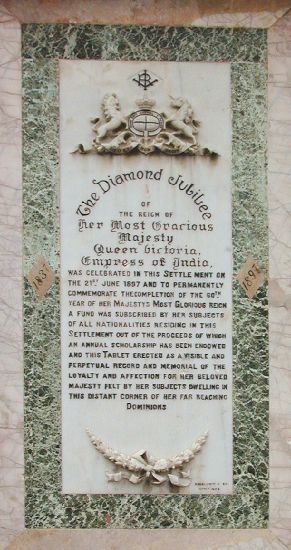 The Diamond Jubilee
OF
THE REIGN OF
Her Most Gracious
Majesty
Queen Victoria,
Empress of India,
WAS CELEBRATED IN THIS SETTLEMENT ON
THE 21ST JUNE 1897 AND TO PERMANENTLY
COMMEMORATE THE COMPLETION OF THE 60TH
YEAR OF HER MAJESTY'S MOST GLORIOUS REIGN
A FUND WAS SUBSCRIBED BY HER SUBJECTS
OF ALL NATIONALITIES RESIDING IN THIS
SETTLEMENT OUT OF THE PROCEEDS OF WHICH
AN ANNUAL SCHOLARSHIP HAS BEEN ENDOWED
AND THIS TABLET ERECTED AS A VISIBLE AND
PERPETUAL RECORD AND MEMORIAL OF THE
LOYALTY AND AFFECTION FOR HER BELOVED
MAJESTY FELT BY HER SUBJECTS DWELLING IN
THIS DISTANT CORNER OF HER FAR REACHING
DOMINIONS
1837
1897